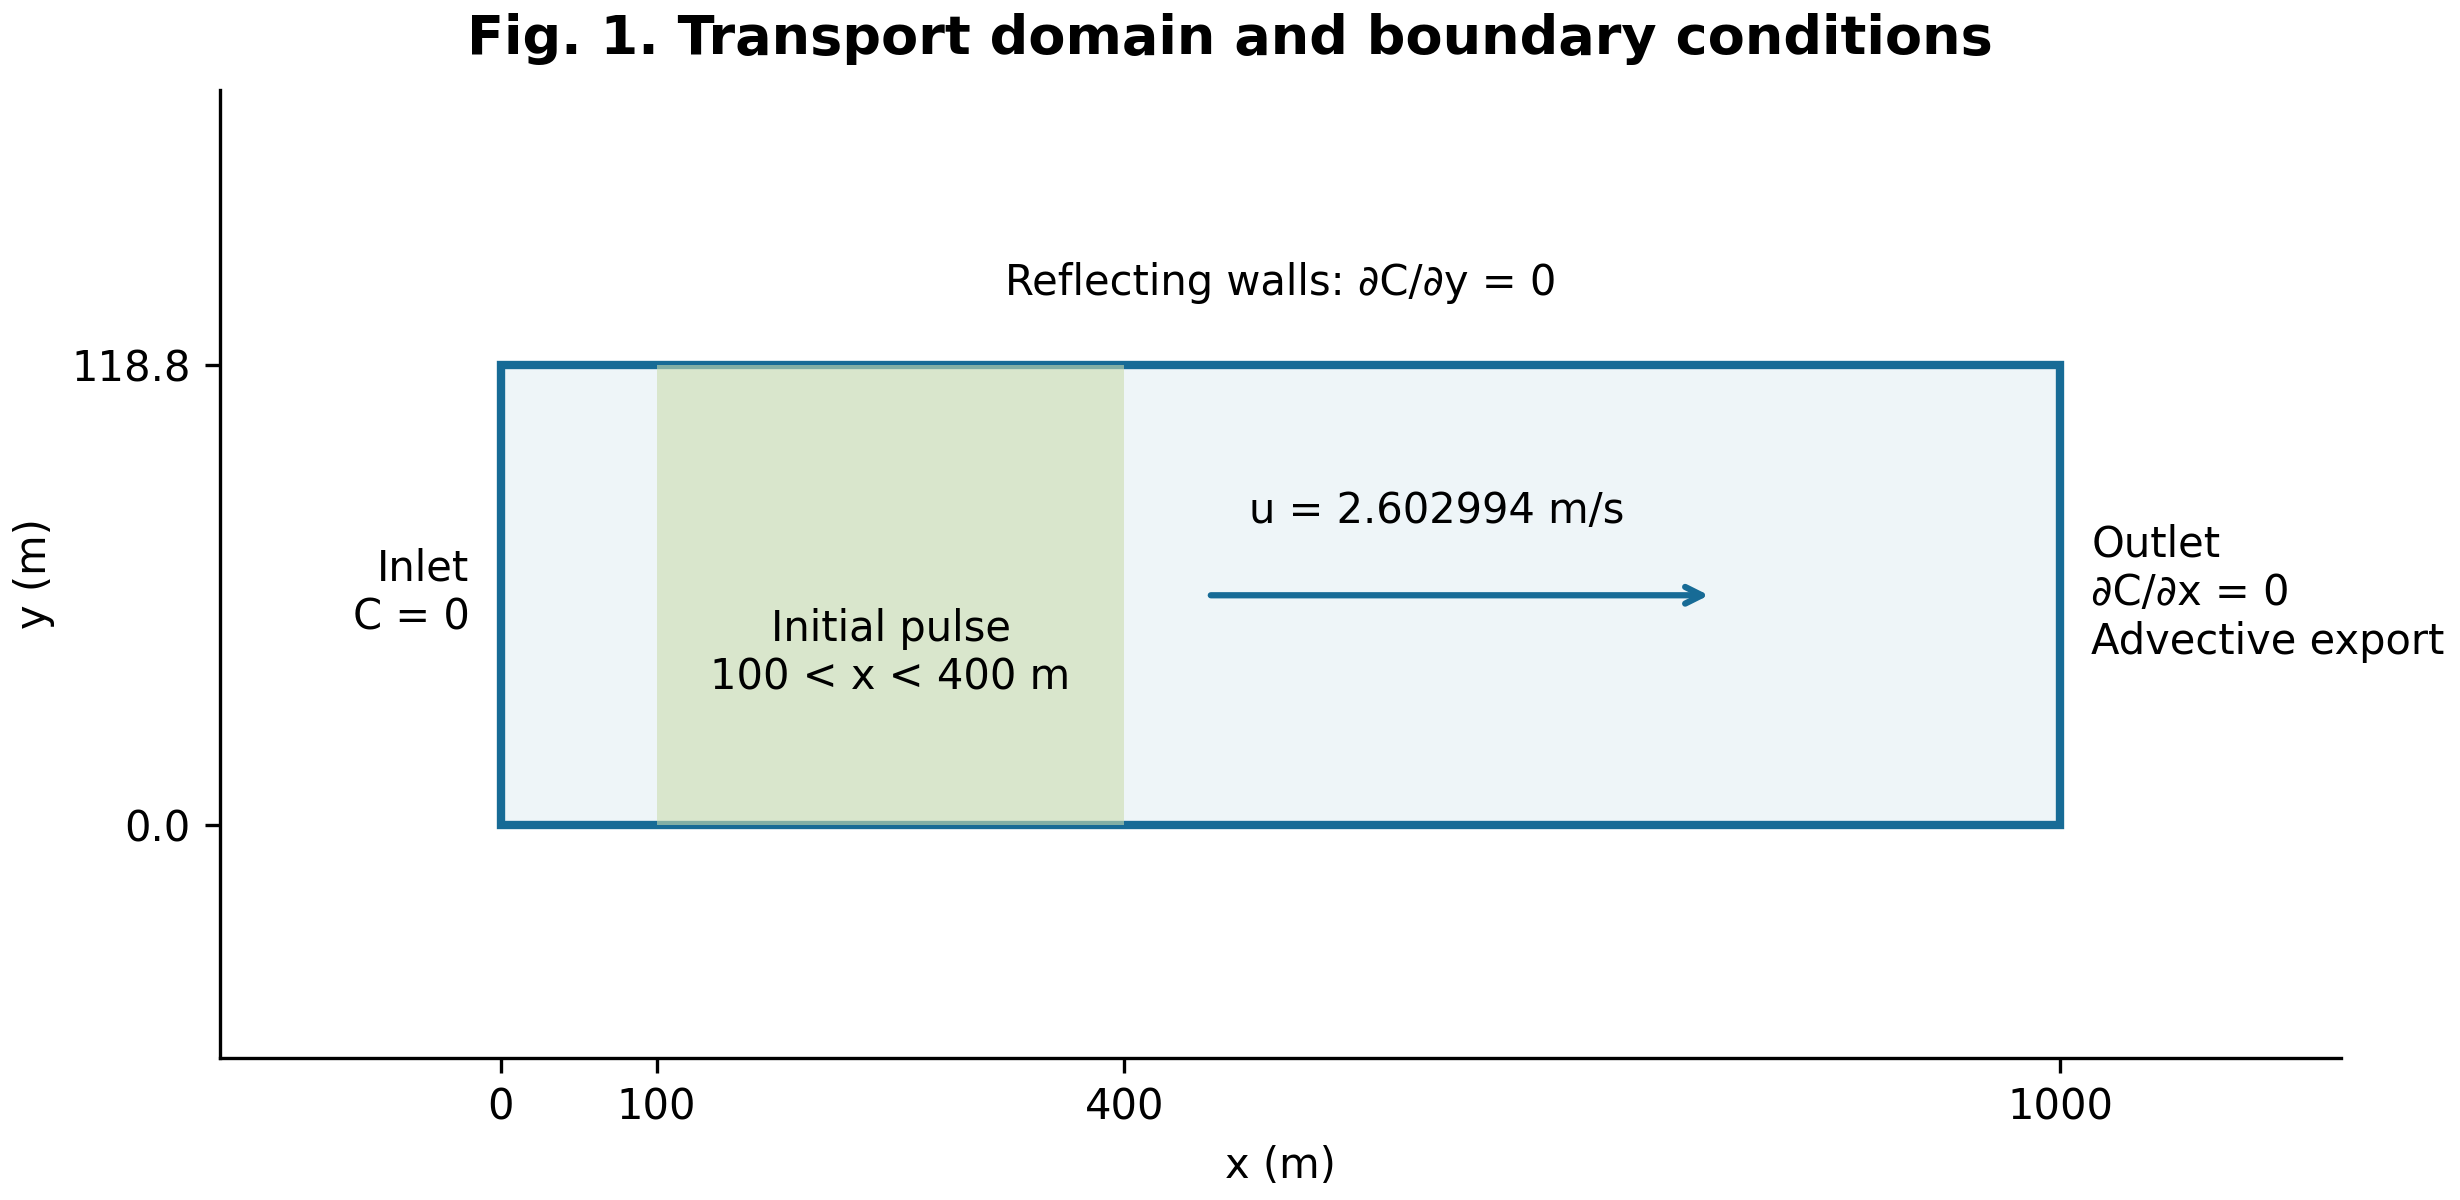 Fig. 1. Transport domain and boundary conditions
Reflecting walls: ∂C/∂y = 0
118.8
u = 2.602994 m/s
y (m)
Inlet
C = 0
Initial pulse
100 < x < 400 m
Outlet
∂C/∂x = 0
Advective export
0.0
0
100
400
1000
x (m)